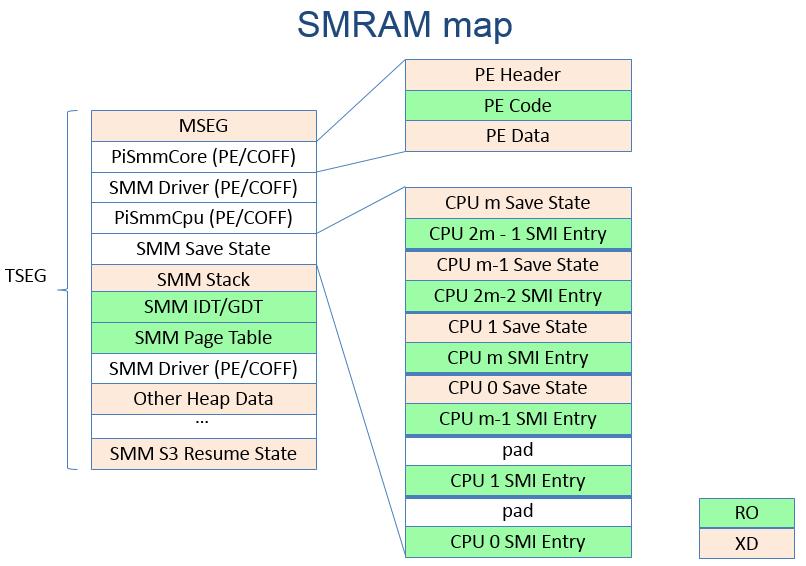 SMRAM map
TSEG
MSEG
PiSmmCore (PE/COFF)
SMM Driver (PE/COFF)
PiSmmCpu (PE/COFF)
SMM Save State
SMM Stack
SMM IDT/GDT
SMM Page Table
SMM Driver (PE/COFF)
Other Heap Data
...
SMM S3 Resume State
PE Header
PE Code
PE Data
CPU m Save State
CPU 2m - 1 SMI Entry
CPU m-1 Save State
CPU 2m-2 SMI Entry
CPU 1 Save State
CPU m SMI Entry
CPU 0 Save State
CPU m-1 SMI Entry
pad
CPU 1 SMI Entry
pad
CPU 0 SMI Entry
RO
XD